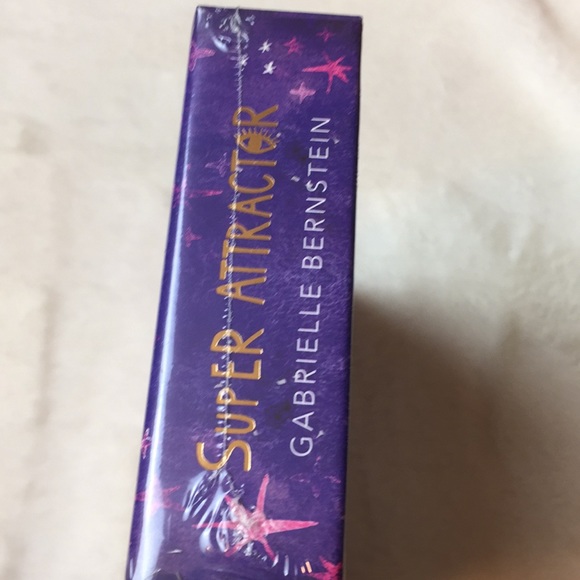 SUPER ATTRACTOR
GABRIELLE BERNSTEIN